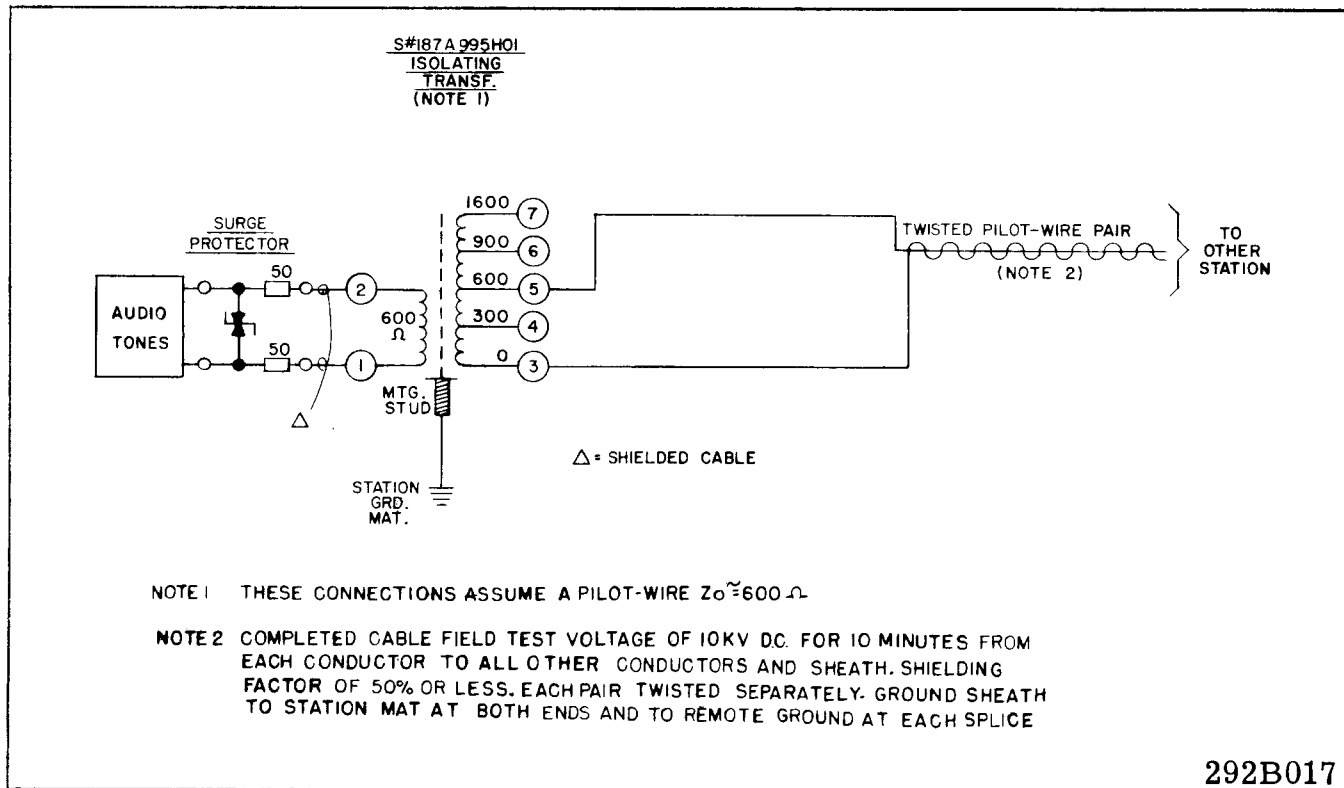 S#187A995H01
ISOLATING
TRANSF.
(NOTE 1)
SURGE
PROTECTOR
AUDIO
TONES
50
50
2
1
600
Ω
1600
7
900
6
600
5
300
4
0
3
MTG.
STUD
STATION
GRD.
MAT.
TWISTED PILOT-WIRE PAIR
(NOTE 2)
TO
OTHER
STATION
Δ
Δ = SHIELDED CABLE
NOTE 1 THESE CONNECTIONS ASSUME A PILOT-WIRE Zo ≅ 600 Ω
NOTE 2 COMPLETED CABLE FIELD TEST VOLTAGE OF 10KV D.C. FOR 10 MINUTES FROM
EACH CONDUCTOR TO ALL OTHER CONDUCTORS AND SHEATH. SHIELDING
FACTOR OF 50% OR LESS. EACH PAIR TWISTED SEPARATELY. GROUND SHEATH
TO STATION MAT AT BOTH ENDS AND TO REMOTE GROUND AT EACH SPLICE
292B017